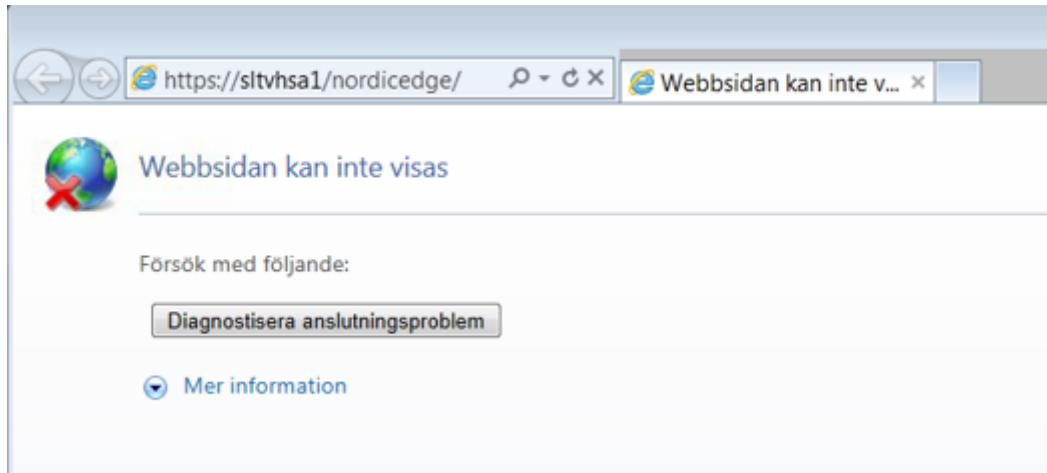 https://sltvhsa1/nordicedge/
Webbsidan kan inte v...
Webbsidan kan inte visas
Försök med följande:
Diagnostisera anslutningsproblem
Mer information